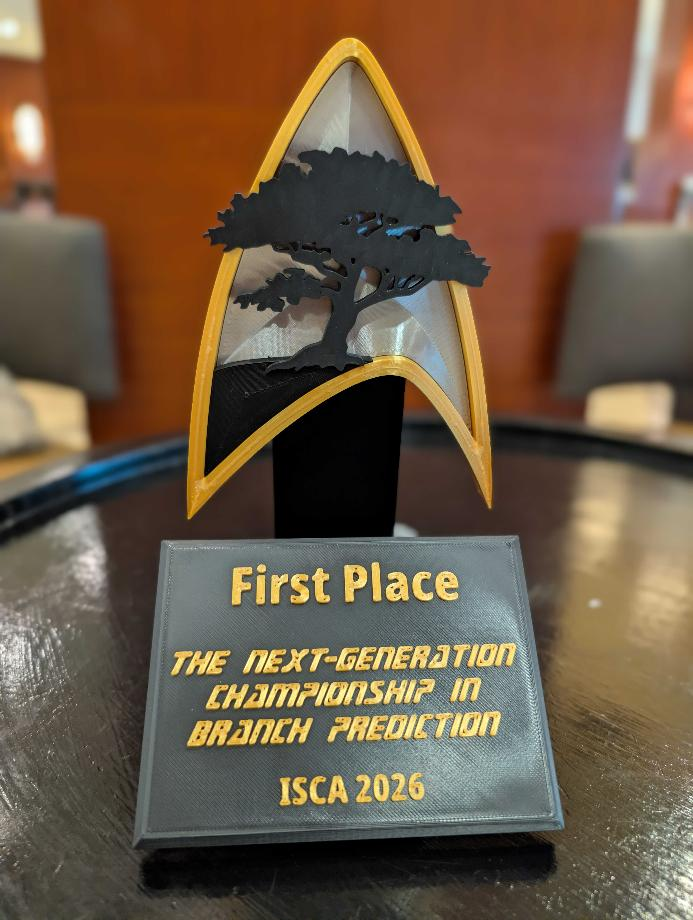 First Place
THE NEXT-GENERATION
CHAMPIONSHIP IN
BRANCH PREDICTION
ISCA 2026